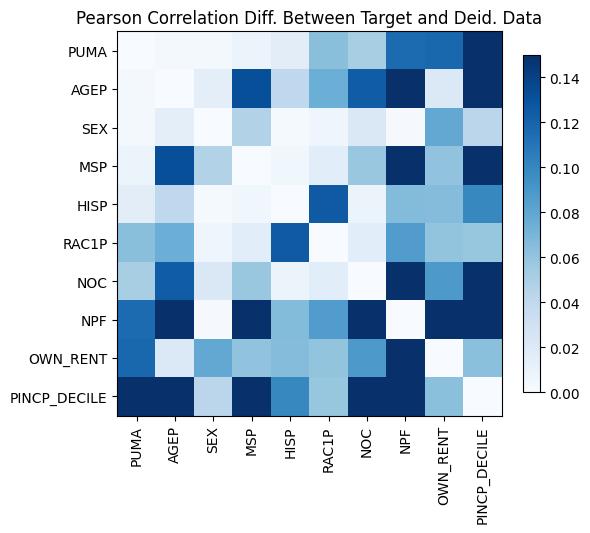 Pearson Correlation Diff. Between Target and Deid. Data
PUMA
AGEP
SEX
MSP
HISP
RAC1P
NOC
NPF
OWN_RENT
PINCP_DECILE
PUMA
AGEP
SEX
MSP
HISP
RAC1P
NOC
NPF
OWN_RENT
PINCP_DECILE
0.14
0.12
0.10
0.08
0.06
0.04
0.02
0.00